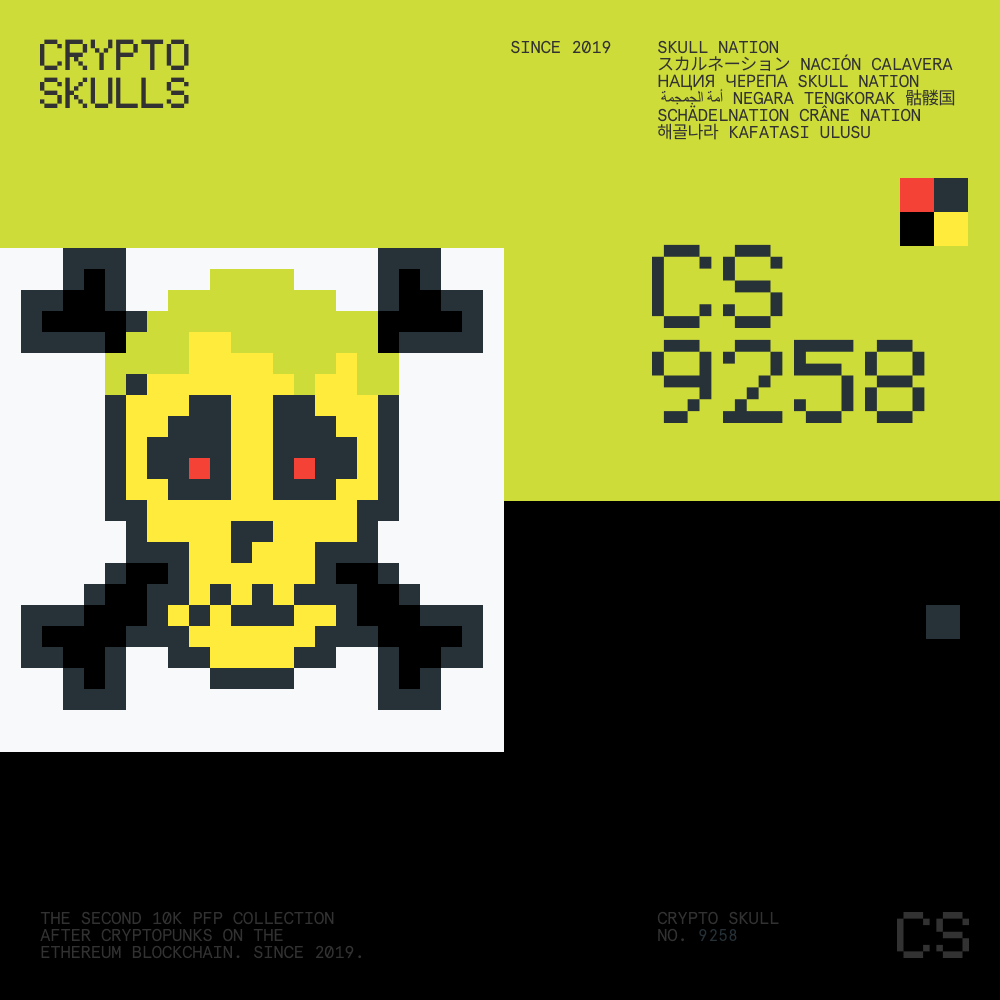 CRYPTO
SKULLS
SINCE 2019
SKULL NATION
スカルネーション NACIÓN CALAVERA
НАЦИЯ ЧЕРЕПА SKULL NATION
أمة الجمجمة NEGARA TENGKORAK 骷髅国
SCHÄDELNATION CRÂNE NATION
해골나라 KAFATASI ULUSU
CS
9258
THE SECOND 10K PFP COLLECTION
AFTER CRYPTOPUNKS ON THE
ETHEREUM BLOCKCHAIN. SINCE 2019.
CRYPTO SKULL
NO. 9258
CS